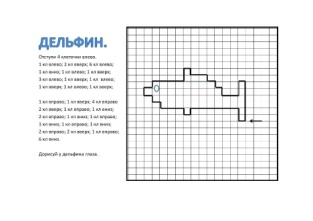 ДЕЛЬФИН.
Отступи 4 клеточки влево.
1 кл влево; 2 кл вверх; 6 кл влево;
1 кл вниз; 1 кл влево; 1 кл вверх;
3 кл влево; 1 кл вверх; 1 кл влево;
1 кл вверх; 1 кл влево; 1 кл вверх;
1 кл вправо; 1 кл вверх; 4 кл вправо
1 кл вверх; 1 кл вправо; 1 кл вниз;
2 кл вправо; 1 кл вниз; 1 кл вправо;
1 кл вниз; 1 кл вправо; 1 кл вниз;
2 кл вправо; 2 кл вверх; 1 кл вправо;
6 кл вниз.
Дорисуй у дельфина глаза.